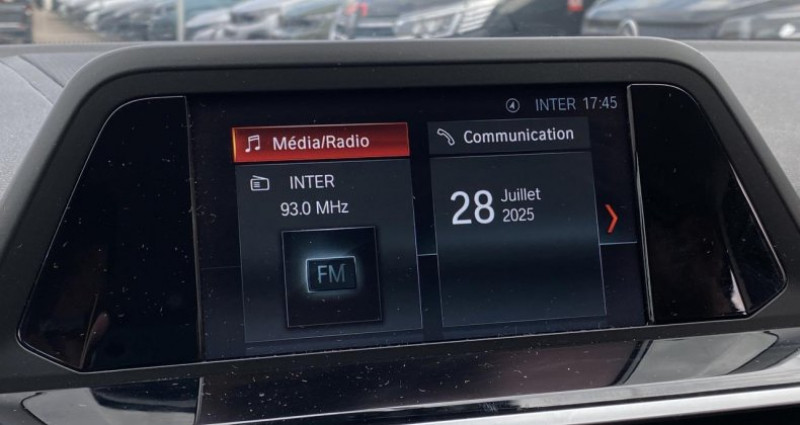 INTER 17:45
Média/Radio
INTER
93.0 MHz
FM
Communication
28 Juillet
2025